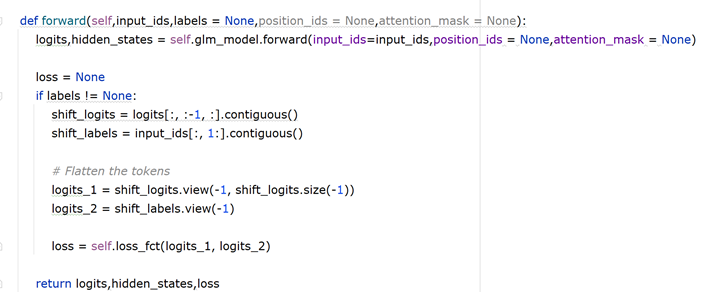 def forward(self,input_ids,labels = None,position_ids = None,attention_mask = None):
logits,hidden_states = self.glm_model.forward(input_ids=input_ids,position_ids = None,attention_mask = None)
loss = None
if labels != None:
shift_logits = logits[:, :-1, :].contiguous()
shift_labels = input_ids[:, 1:].contiguous()
# Flatten the tokens
logits_1 = shift_logits.view(-1, shift_logits.size(-1))
logits_2 = shift_labels.view(-1)
loss = self.loss_fct(logits_1, logits_2)
return logits,hidden_states,loss